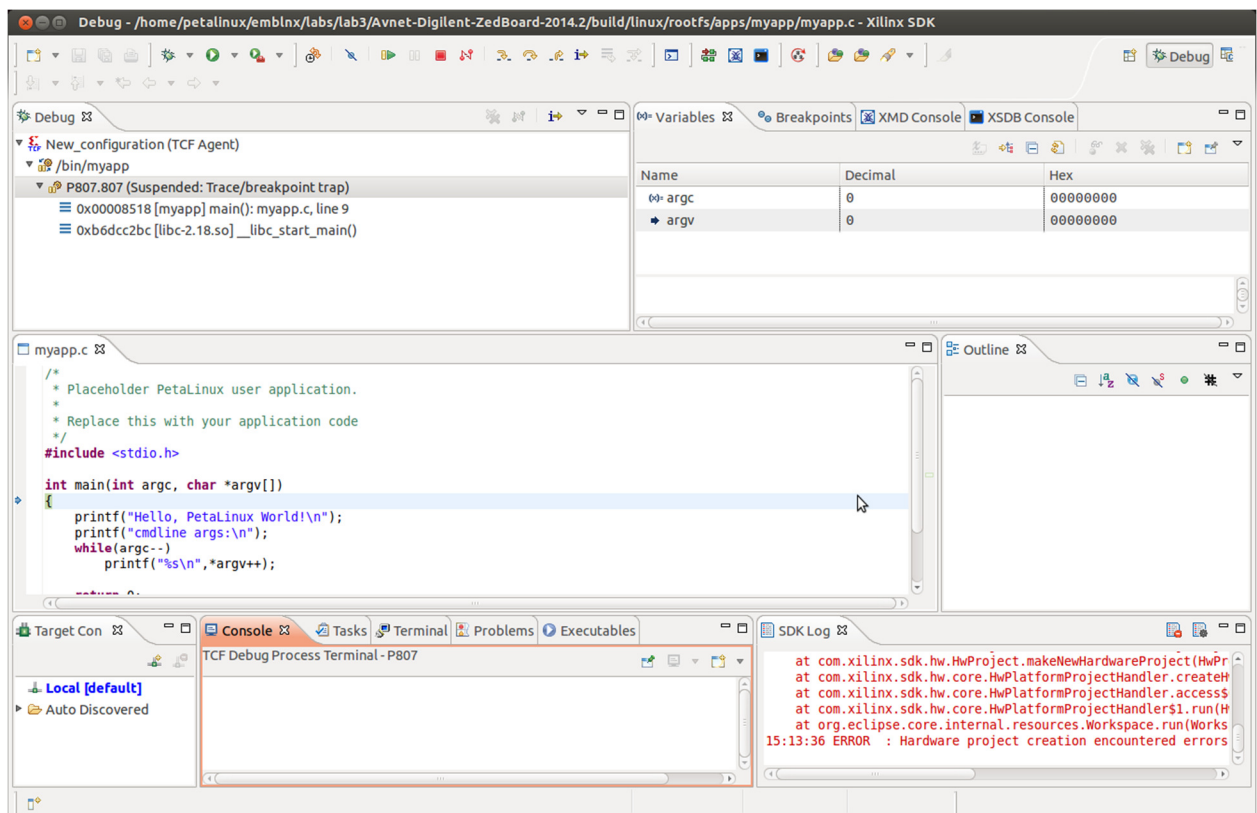 Debug - /home/petalinux/emblnx/labs/lab3/Avnet-Digilent-ZedBoard-2014.2/build/linux/rootfs/apps/myapp/myapp.c - Xilinx SDK
Debug
Debug
New_configuration (TCF Agent)
/bin/myapp
P807.807 (Suspended: Trace/breakpoint trap)
0x00008518 [myapp] main(): myapp.c, line 9
0xb6dcc2bc [libc-2.18.so] __libc_start_main()
Variables Breakpoints XMD Console XSDB Console
Name Decimal Hex
argc 0 00000000
argv 0 00000000
myapp.c
/*
 * Placeholder PetaLinux user application.
 *
 * Replace this with your application code
 */
#include <stdio.h>
int main(int argc, char *argv[])
{
printf("Hello, PetaLinux World!\n");
printf("cmdline args:\n");
while(argc--)
printf("%s\n",*argv++);
return 0;
Outline
Target Con
Local [default]
Auto Discovered
Console Tasks Terminal Problems Executables
TCF Debug Process Terminal - P807
SDK Log
at com.xilinx.sdk.hw.HwProject.makeNewHardwareProject(HwPr
at com.xilinx.sdk.hw.core.HwPlatformProjectHandler.createH
at com.xilinx.sdk.hw.core.HwPlatformProjectHandler.access$
at com.xilinx.sdk.hw.core.HwPlatformProjectHandler$1.run(H
at org.eclipse.core.internal.resources.Workspace.run(Works
15:13:36 ERROR : Hardware project creation encountered errors